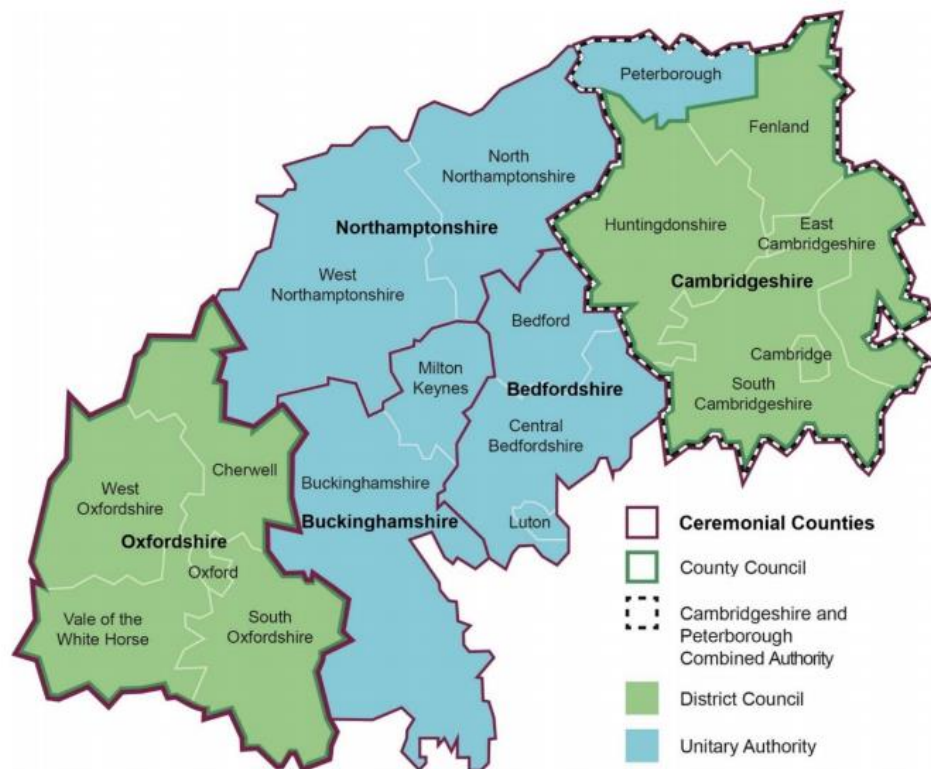 Peterborough
Fenland
North
Northamptonshire
Huntingdonshire
East
Cambridgeshire
Northamptonshire
West
Northamptonshire
Cambridgeshire
Bedford
Milton
Keynes
Cambridge
Bedfordshire
South
Cambridgeshire
Central
Bedfordshire
Cherwell
West
Oxfordshire
Buckinghamshire
Buckinghamshire
Luton
Oxfordshire
Oxford
Vale of the
White Horse
South
Oxfordshire
Ceremonial Counties
County Council
Cambridgeshire and
Peterborough
Combined Authority
District Council
Unitary Authority